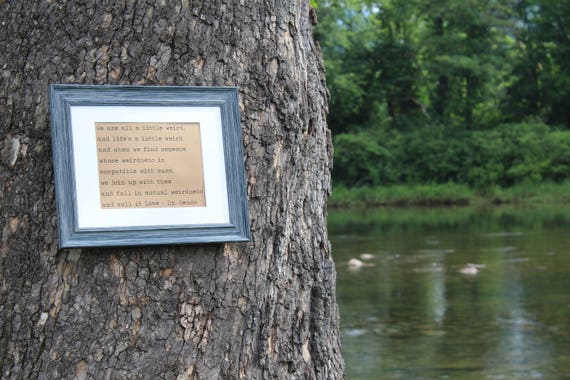 we are all a little weird.
and life's a little weird.
and when we find someone
whose weirdness is
compatible with ours.
we join up with them
and fall in mutual weirdness
and call it love - Dr. Seuss